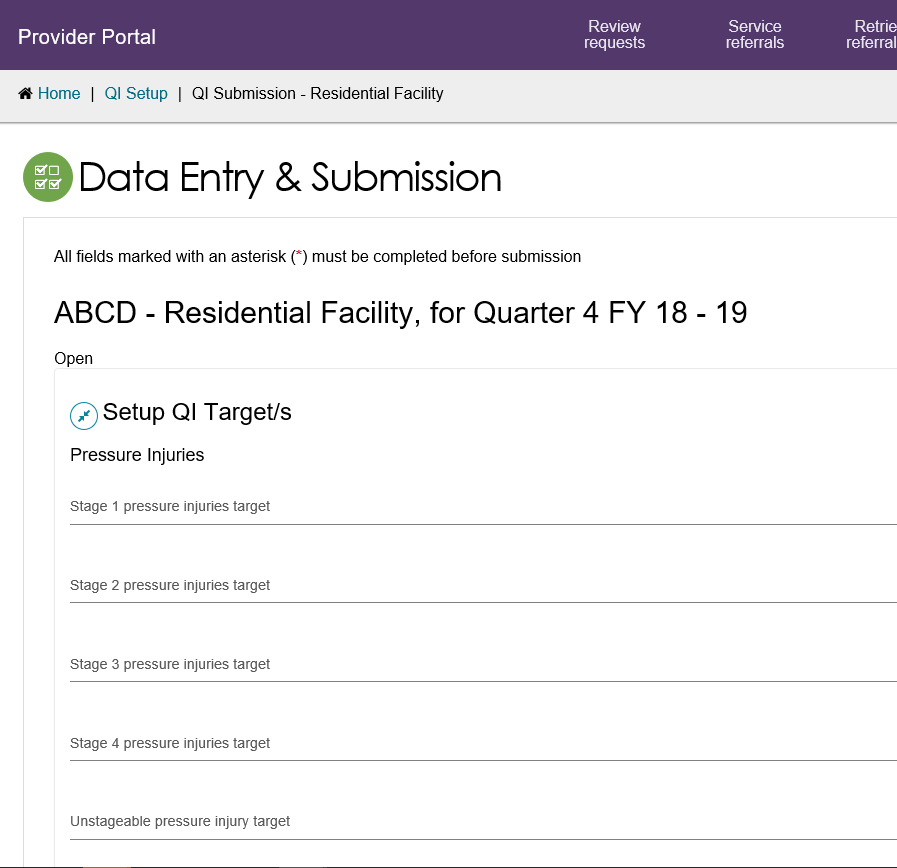 Provider Portal
Review
requests
Service
referrals
Retrie
referral
Home | QI Setup | QI Submission - Residential Facility
Data Entry & Submission
All fields marked with an asterisk (*) must be completed before submission
ABCD - Residential Facility, for Quarter 4 FY 18 - 19
Open
Setup QI Target/s
Pressure Injuries
Stage 1 pressure injuries target
Stage 2 pressure injuries target
Stage 3 pressure injuries target
Stage 4 pressure injuries target
Unstageable pressure injury target